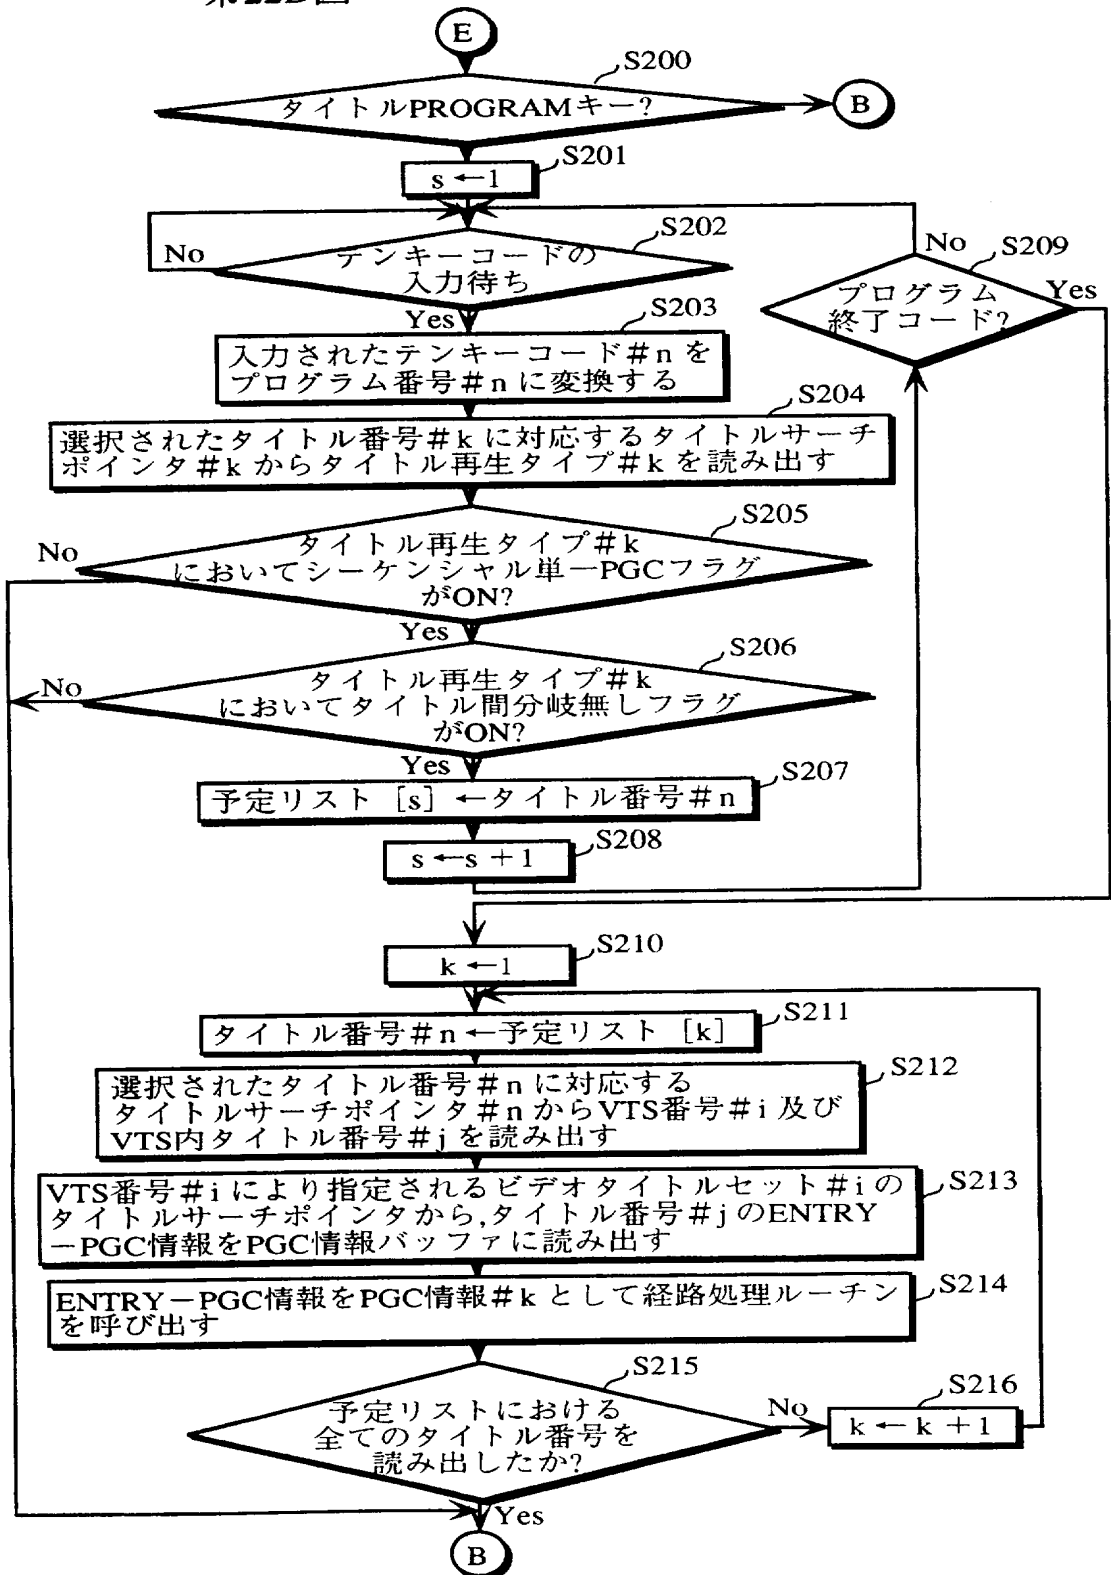 E
S200
タイトルPROGRAMキー?
B
S201
s←1
S202
No
テンキーコードの
入力待ち
No
S209
プログラム
終了コード?
Yes
Yes
S203
入力されたテンキーコード#nを
プログラム番号#nに変換する
S204
選択されたタイトル番号#kに対応するタイトルサーチ
ポインタ#kからタイトル再生タイプ#kを読み出す
S205
No
タイトル再生タイプ#k
においてシーケンシャル単一PGCフラグ
がON?
Yes
S206
No
タイトル再生タイプ#k
においてタイトル間分岐無しフラグ
がON?
Yes
S207
予定リスト [s] ←タイトル番号#n
S208
s←s+1
S210
k←1
S211
タイトル番号#n←予定リスト [k]
S212
選択されたタイトル番号#nに対応する
タイトルサーチポインタ#nからVTS番号#i及び
VTS内タイトル番号#jを読み出す
S213
VTS番号#iにより指定されるビデオタイトルセット#iの
タイトルサーチポインタから,タイトル番号#jのENTRY
-PGC情報をPGC情報バッファに読み出す
S214
ENTRY-PGC情報をPGC情報#kとして経路処理ルーチン
を呼び出す
S215
予定リストにおける
全てのタイトル番号を
読み出したか?
No
S216
k←k+1
Yes
B